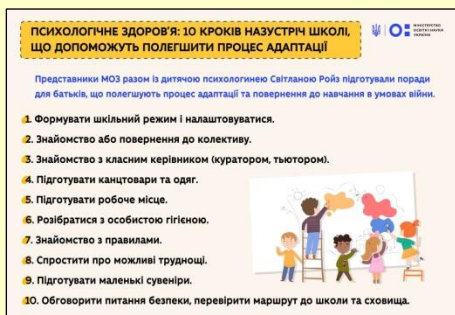 ПСИХОЛОГІЧНЕ ЗДОРОВ'Я: 10 КРОКІВ НАЗУСТРІЧ ШКОЛІ,
ЩО ДОПОМОЖУТЬ ПОЛЕГШИТИ ПРОЦЕС АДАПТАЦІЇ
МІНІСТЕРСТВО
ОСВІТИ І НАУКИ
УКРАЇНИ
Представники МОЗ разом із дитячою психологинею Світланою Ройз підготували поради
для батьків, що полегшують процес адаптації та повернення до навчання в умовах війни.
1. Формувати шкільний режим і налаштовуватися.
2. Знайомство або повернення до колективу.
3. Знайомство з класним керівником (куратором, тьютором).
4. Підготувати канцтовари та одяг.
5. Підготувати робоче місце.
6. Розібратися з особистою гігієною.
7. Знайомство з правилами.
8. Спростити про можливі труднощі.
9. Підготувати маленькі сувеніри.
10. Обговорити питання безпеки, перевірити маршрут до школи та сховища.